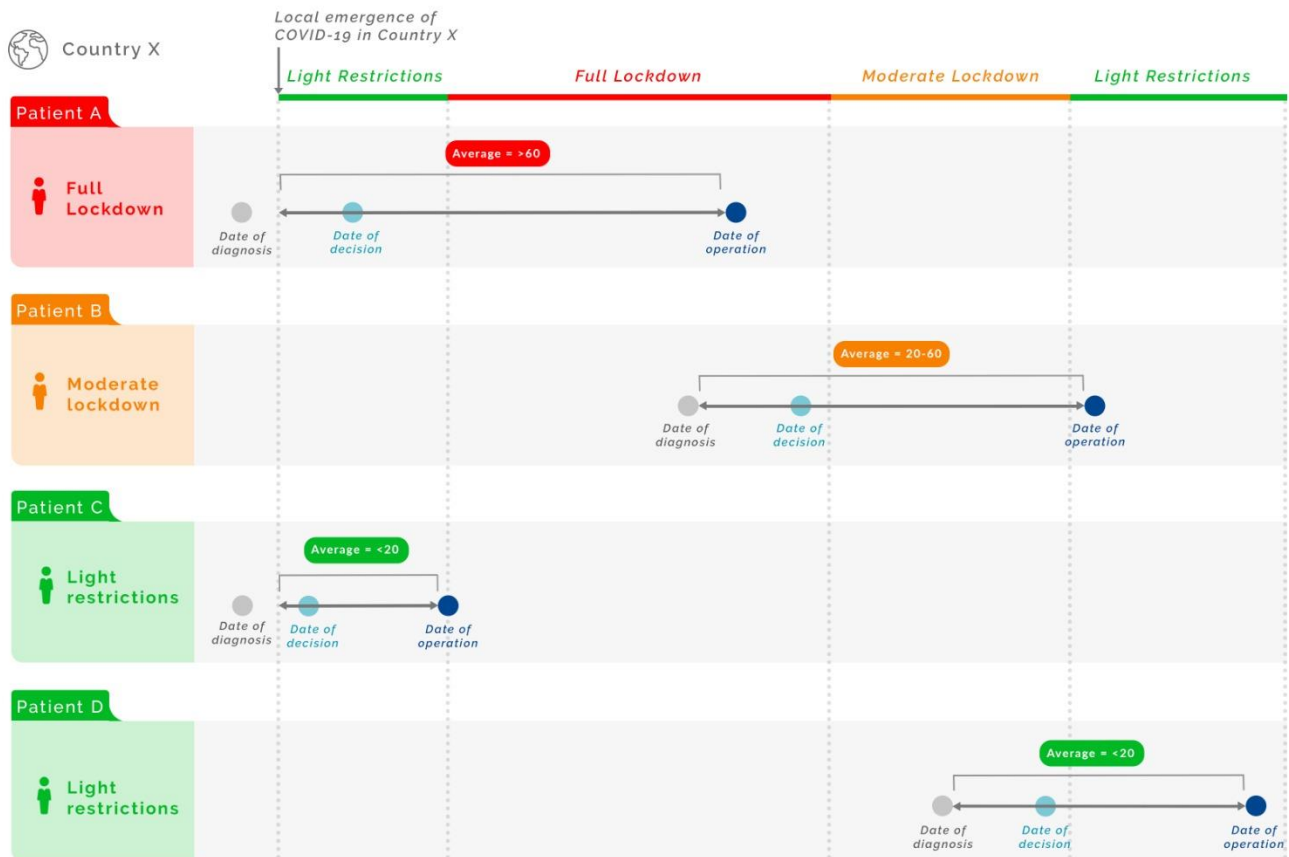 Local emergence of
COVID-19 in Country X
Country X
Light Restrictions
Full Lockdown
Moderate Lockdown
Light Restrictions
Patient A
Average = >60
Full
Lockdown
Date of
diagnosis
Date of
decision
Date of
operation
Patient B
Average = 20-60
Moderate
lockdown
Date of
diagnosis
Date of
decision
Date of
operation
Patient C
Average = <20
Light
restrictions
Date of
diagnosis
Date of
decision
Date of
operation
Patient D
Average = <20
Light
restrictions
Date of
diagnosis
Date of
decision
Date of
operation